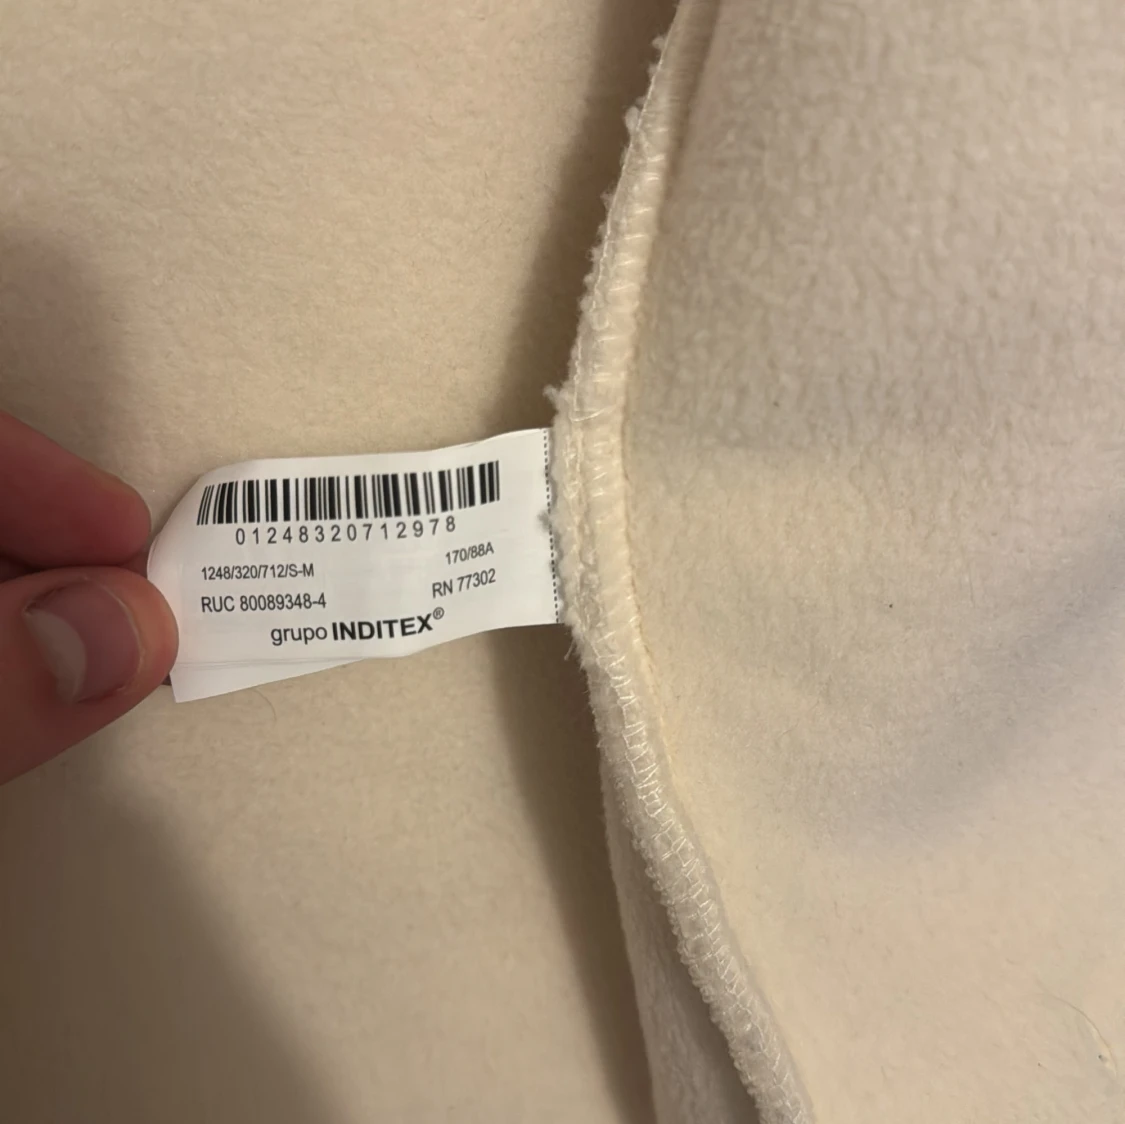 01248320712978
1248/320/712/S-M 170/88A
RUC 80089348-4 RN 77302
grupo INDITEX®